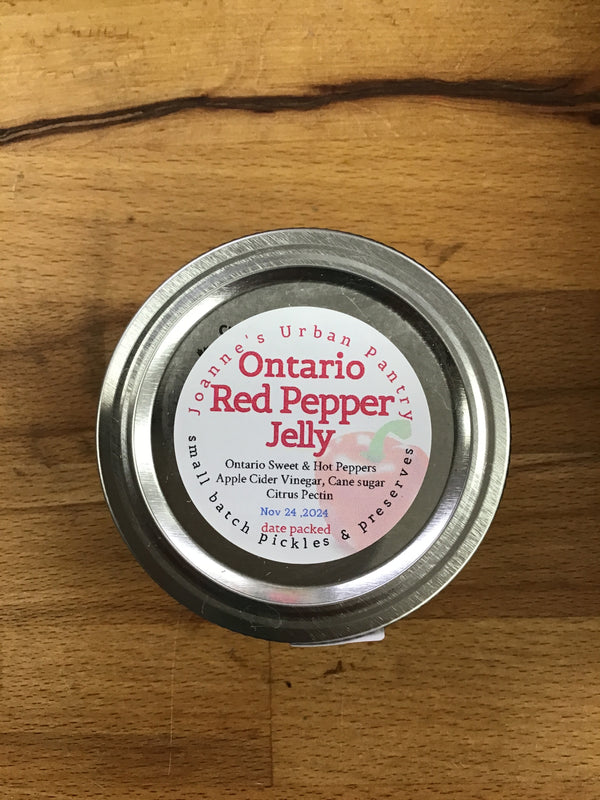 Joanne's Urban Pantry
Ontario
Red Pepper
Jelly
Ontario Sweet & Hot Peppers
Apple Cider Vinegar, Cane sugar
Citrus Pectin
Nov 24 ,2024
date packed
small batch pickles & preserves